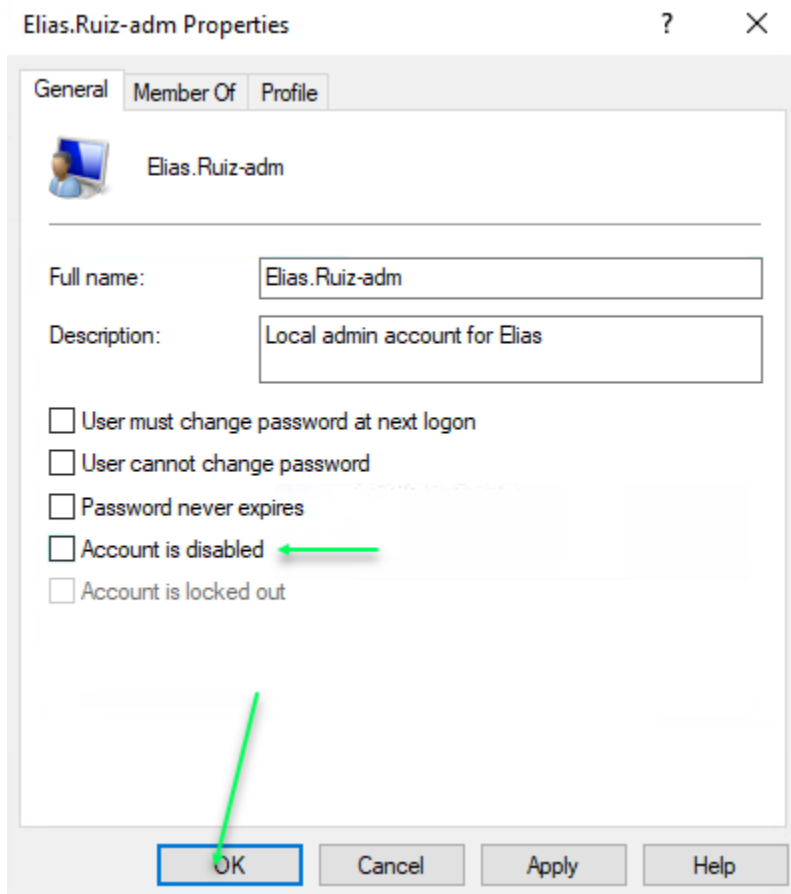 Elias.Ruiz-adm Properties ? ×
General Member Of Profile
Elias.Ruiz-adm
Full name: Elias.Ruiz-adm
Description: Local admin account for Elias
User must change password at next logon
User cannot change password
Password never expires
Account is disabled
Account is locked out
OK Cancel Apply Help